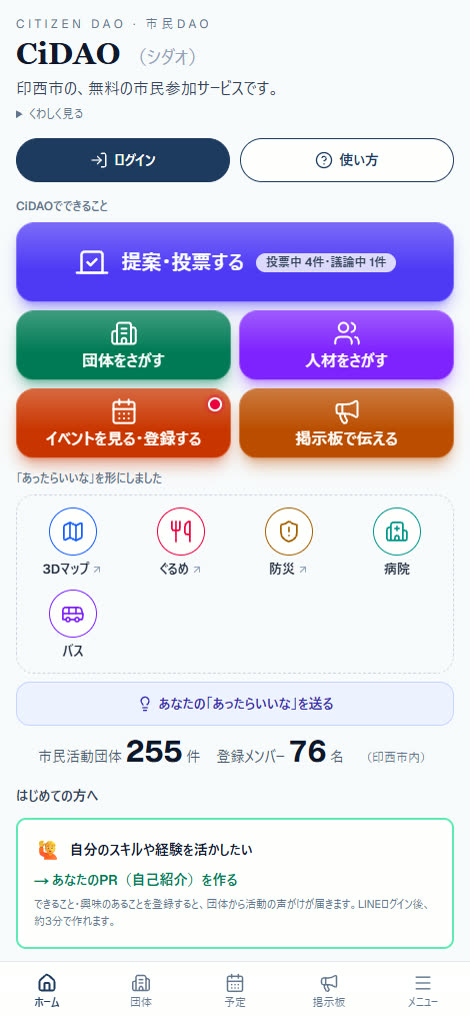 CITIZEN DAO · 市民DAO
CiDAO （シダオ）
印西市の、無料の市民参加サービスです。
▶ くわしく見る
ログイン
使い方
CiDAOでできること
提案・投票する 投票中 4件・議論中 1件
団体をさがす
人材をさがす
イベントを見る・登録する
掲示板で伝える
「あったらいいな」を形にしました
3Dマップ ↗
ぐるめ ↗
防災 ↗
病院
バス
あなたの「あったらいいな」を送る
市民活動団体 255 件 登録メンバー 76 名 （印西市内）
はじめての方へ
自分のスキルや経験を活かしたい
→ あなたのPR（自己紹介）を作る
できること・興味のあることを登録すると、団体から活動の声がけが届きます。LINEログイン後、
約3分で作れます。
ホーム
団体
予定
掲示板
メニュー